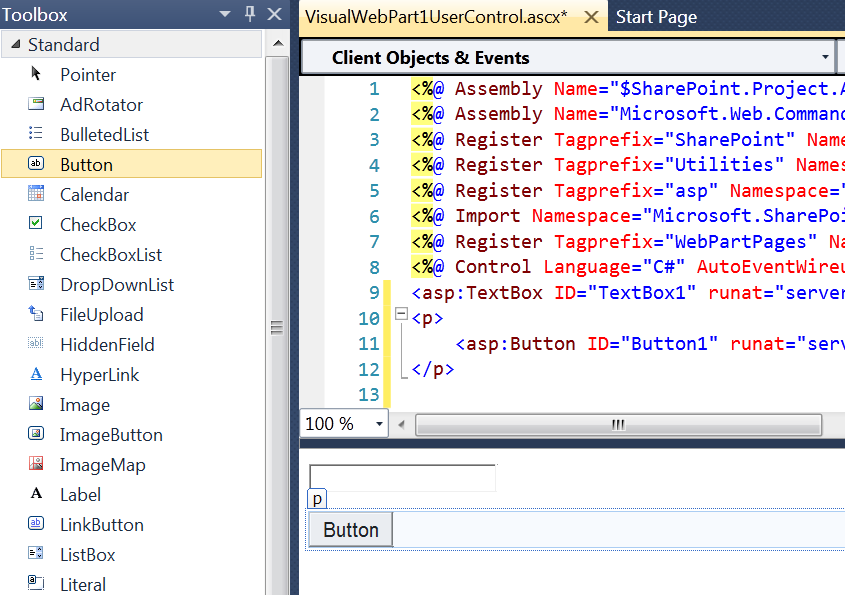 Toolbox
Standard
Pointer
AdRotator
BulletedList
Button
Calendar
CheckBox
CheckBoxList
DropDownList
FileUpload
HiddenField
HyperLink
Image
ImageButton
ImageMap
Label
LinkButton
ListBox
Literal
VisualWebPart1UserControl.ascx* Start Page
Client Objects & Events
1 <%@ Assembly Name="$SharePoint.Project.A
2 <%@ Assembly Name="Microsoft.Web.Command
3 <%@ Register Tagprefix="SharePoint" Name
4 <%@ Register Tagprefix="Utilities" Names
5 <%@ Register Tagprefix="asp" Namespace="
6 <%@ Import Namespace="Microsoft.SharePoi
7 <%@ Register Tagprefix="WebPartPages" Na
8 <%@ Control Language="C#" AutoEventWireu
9 <asp:TextBox ID="TextBox1" runat="server
10 <p>
11 <asp:Button ID="Button1" runat="serv
12 </p>
13
100 %
p
Button